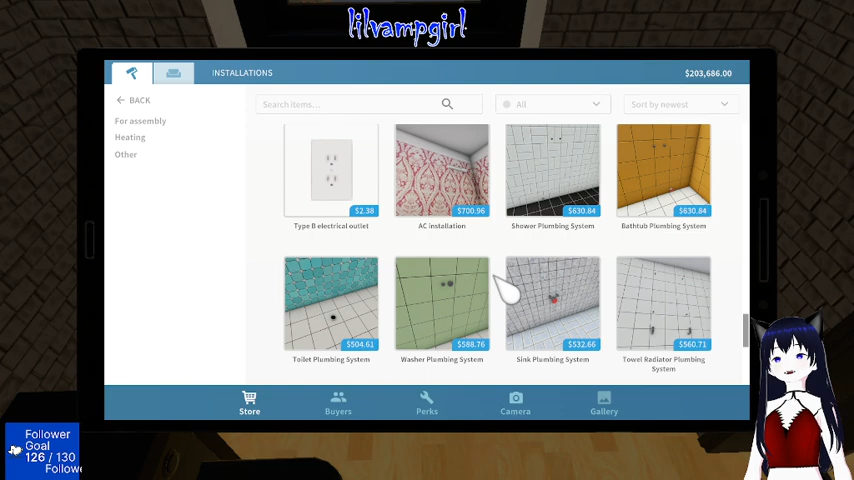 lilvampgirl
INSTALLATIONS
$203,686.00
BACK
Search items...
All
Sort by newest
For assembly
Heating
Other
$2.38
$700.96
$630.84
$630.84
Type B electrical outlet
AC installation
Shower Plumbing System
Bathtub Plumbing System
$504.61
$588.76
$532.66
$560.71
Toilet Plumbing System
Washer Plumbing System
Sink Plumbing System
Towel Radiator Plumbing
System
Store
Buyers
Perks
Camera
Gallery
Follower
Goal
126 / 130
Followe